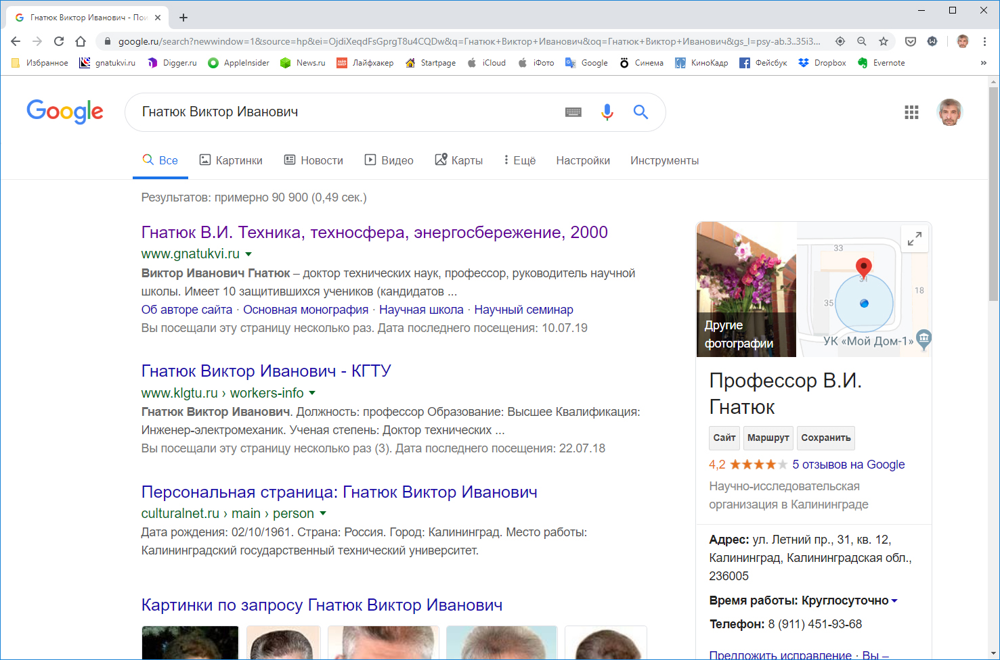 Гнатюк Виктор Иванович - Пои
google.ru/search?newwindow=1&source=hp&ei=OjdiXeqdFsGprgT8u4CQDw&q=Гнатюк+Виктор+Иванович&oq=Гнатюк+Виктор+Иванович&gs_l=psy-ab.3..35i3...
Избранное gnatukvi.ru Digger.ru AppleInsider News.ru Лайфхакер Startpage iCloud iФото Google Синема КиноКадр Фейсбук Dropbox Evernote »
Google
Гнатюк Виктор Иванович
Все Картинки Новости Видео Карты Ещё Настройки Инструменты
Результатов: примерно 90 900 (0,49 сек.)
Гнатюк В.И. Техника, техносфера, энергосбережение, 2000
www.gnatukvi.ru
Виктор Иванович Гнатюк – доктор технических наук, профессор, руководитель научной
школы. Имеет 10 защитившихся учеников (кандидатов ...
Об авторе сайта · Основная монография · Научная школа · Научный семинар
Вы посещали эту страницу несколько раз. Дата последнего посещения: 10.07.19
Гнатюк Виктор Иванович - КГТУ
www.klgtu.ru › workers-info
Гнатюк Виктор Иванович. Должность: профессор Образование: Высшее Квалификация:
Инженер-электромеханик. Ученая степень: Доктор технических ...
Вы посещали эту страницу несколько раз (3). Дата последнего посещения: 22.07.18
Персональная страница: Гнатюк Виктор Иванович
culturalnet.ru › main › person
Дата рождения: 02/10/1961. Страна: Россия. Город: Калининград. Место работы:
Калининградский государственный технический университет.
Картинки по запросу Гнатюк Виктор Иванович
Другие
фотографии
33
31
18
35
УК «Мой Дом-1»
Профессор В.И.
Гнатюк
Сайт Маршрут Сохранить
4,2 5 отзывов на Google
Научно-исследовательская
организация в Калининграде
Адрес: ул. Летний пр., 31, кв. 12,
Калининград, Калининградская обл.,
236005
Время работы: Круглосуточно
Телефон: 8 (911) 451-93-68
Предложить исправление · Вы –